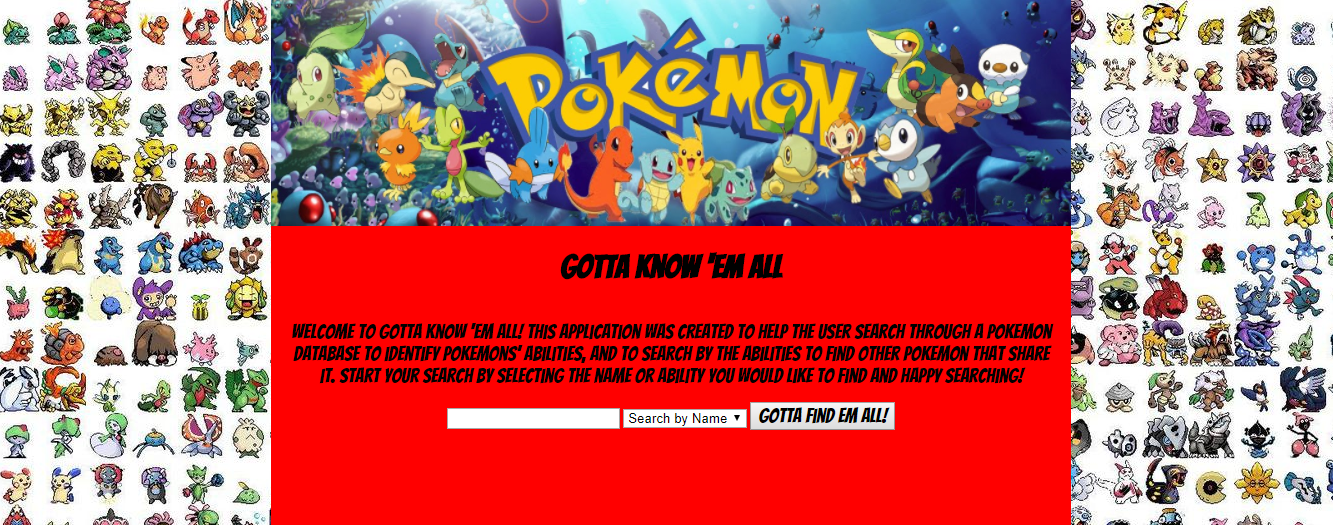 POKéMON
GOTTA KNOW 'EM ALL
WELCOME TO GOTTA KNOW 'EM ALL! THIS APPLICATION WAS CREATED TO HELP THE USER SEARCH THROUGH A POKEMON
DATABASE TO IDENTIFY POKEMONS' ABILITIES, AND TO SEARCH BY THE ABILITIES TO FIND OTHER POKEMON THAT SHARE
IT. START YOUR SEARCH BY SELECTING THE NAME OR ABILITY YOU WOULD LIKE TO FIND AND HAPPY SEARCHING!
Search by Name GOTTA FIND EM ALL!